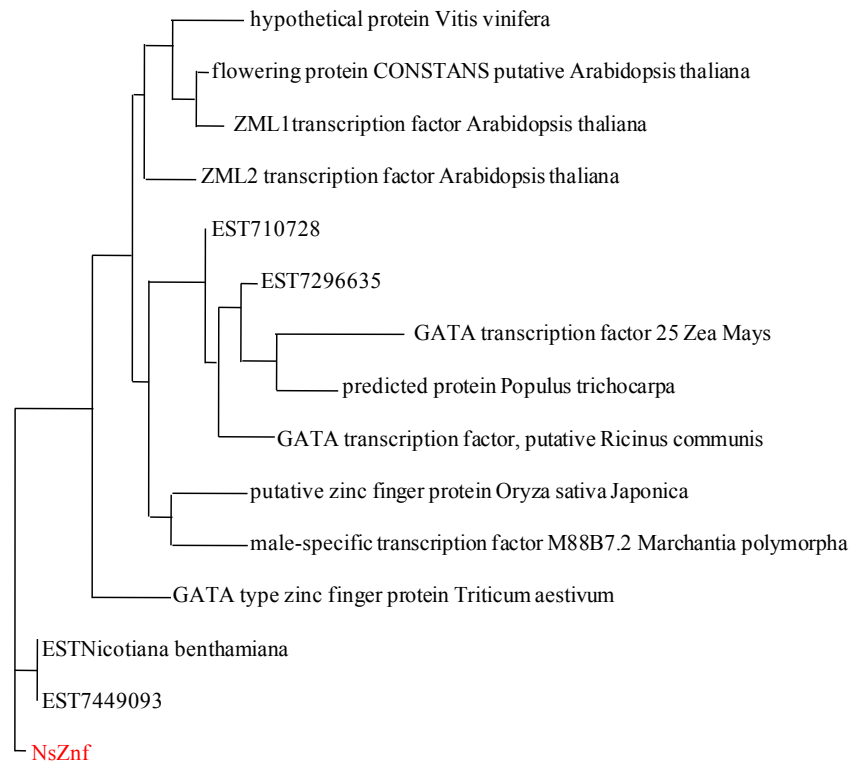 hypothetical protein Vitis vinifera
flowering protein CONSTANS putative Arabidopsis thaliana
ZML1transcription factor Arabidopsis thaliana
ZML2 transcription factor Arabidopsis thaliana
EST710728
EST7296635
GATA transcription factor 25 Zea Mays
predicted protein Populus trichocarpa
GATA transcription factor, putative Ricinus communis
putative zinc finger protein Oryza sativa Japonica
male-specific transcription factor M88B7.2 Marchantia polymorpha
GATA type zinc finger protein Triticum aestivum
ESTNicotiana benthamiana
EST7449093
NsZnf